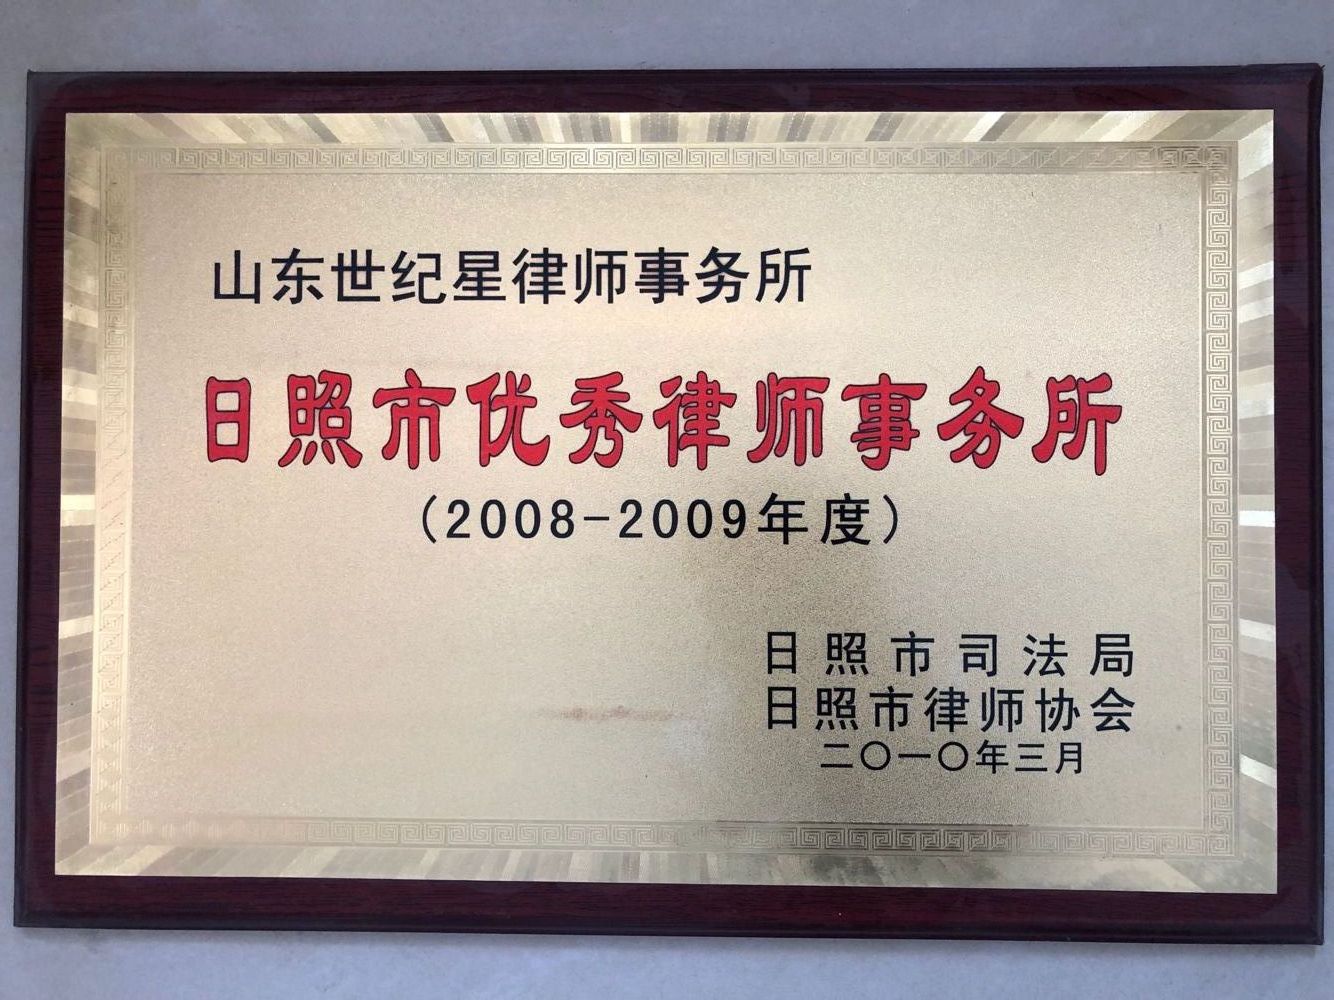 山东世纪星律师事务所
日照市优秀律师事务所
（2008-2009年度）
日照市司法局
日照市律师协会
二〇一〇年三月